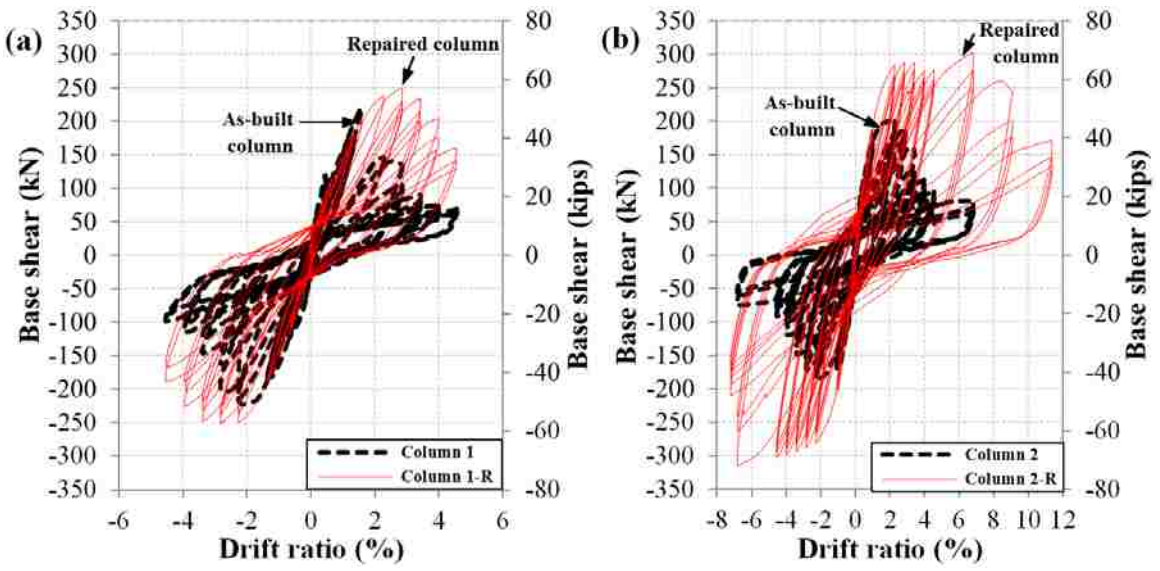 (a)
Repaired column
As-built
column
Base shear (kN)
350
300
250
200
150
100
50
0
-50
-100
-150
-200
-250
-300
-350
Base shear (kips)
80
60
40
20
0
-20
-40
-60
-80
Column 1
Column 1-R
-6 -4 -2 0 2 4 6
Drift ratio (%)
(b)
Repaired
column
As-built
column
Base shear (kN)
350
300
250
200
150
100
50
0
-50
-100
-150
-200
-250
-300
-350
Base shear (kips)
80
60
40
20
0
-20
-40
-60
-80
Column 2
Column 2-R
-8 -6 -4 -2 0 2 4 6 8 10 12
Drift ratio (%)